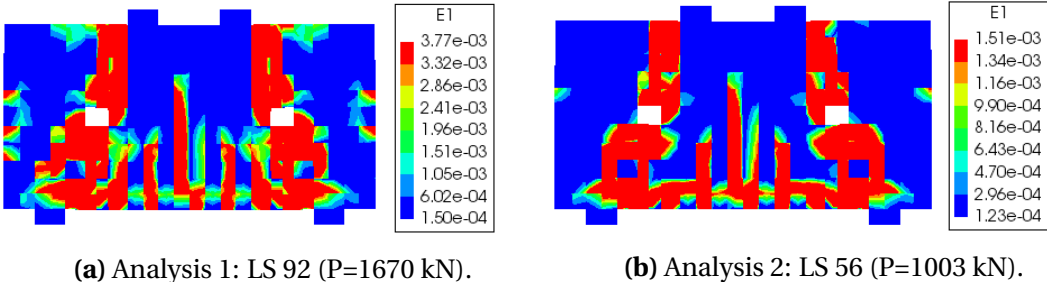 E1
3.77e-03
3.32e-03
2.86e-03
2.41e-03
1.96e-03
1.51e-03
1.05e-03
6.02e-04
1.50e-04
E1
1.51e-03
1.34e-03
1.16e-03
9.90e-04
8.16e-04
6.43e-04
4.70e-04
2.96e-04
1.23e-04
(a) Analysis 1: LS 92 (P=1670 kN).
(b) Analysis 2: LS 56 (P=1003 kN).